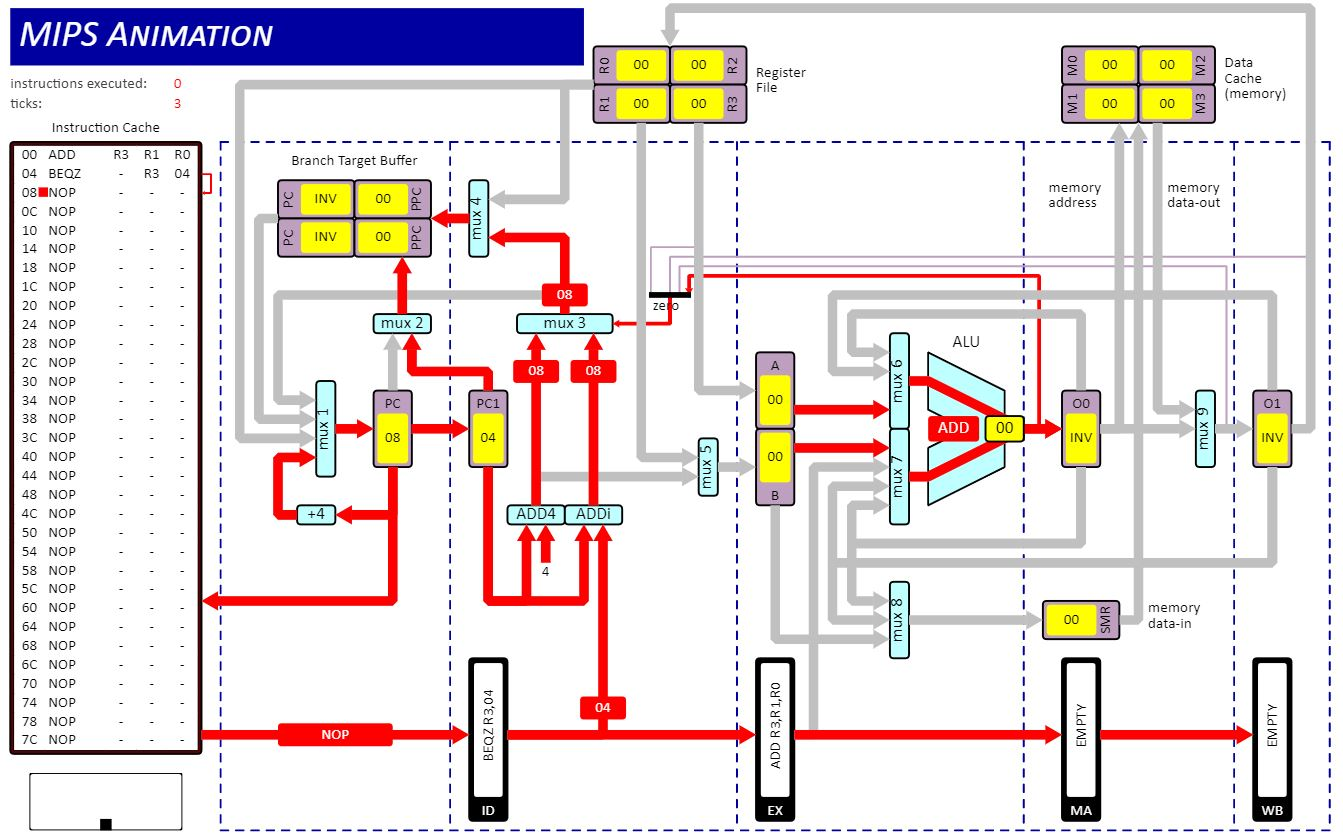 MIPS ANIMATION
instructions executed: 0
ticks: 3
Instruction Cache
00 ADD R3 R1 R0
04 BEQZ - R3 04
08 NOP - - -
0C NOP - - -
10 NOP - - -
14 NOP - - -
18 NOP - - -
1C NOP - - -
20 NOP - - -
24 NOP - - -
28 NOP - - -
2C NOP - - -
30 NOP - - -
34 NOP - - -
38 NOP - - -
3C NOP - - -
40 NOP - - -
44 NOP - - -
48 NOP - - -
4C NOP - - -
50 NOP - - -
54 NOP - - -
58 NOP - - -
5C NOP - - -
60 NOP - - -
64 NOP - - -
68 NOP - - -
6C NOP - - -
70 NOP - - -
74 NOP - - -
78 NOP - - -
7C NOP - - -
R0 00 00 R2
R1 00 00 R3
Register
File
M0 00 00 M2
M1 00 00 M3
Data
Cache
(memory)
Branch Target Buffer
PC INV 00 PPC
PC INV 00 PPC
mux 4
memory
address
memory
data-out
08
zero
mux 2
mux 3
08
08
mux 1
PC
08
PC1
04
+4
ADD4
ADDi
4
mux 5
A
00
00
B
mux 6
mux 7
ALU
ADD
00
O0
INV
mux 9
O1
INV
mux 8
00
SMR
memory
data-in
04
NOP
BEQZ R3,04
ID
ADD R3,R1,R0
EX
EMPTY
MA
EMPTY
WB